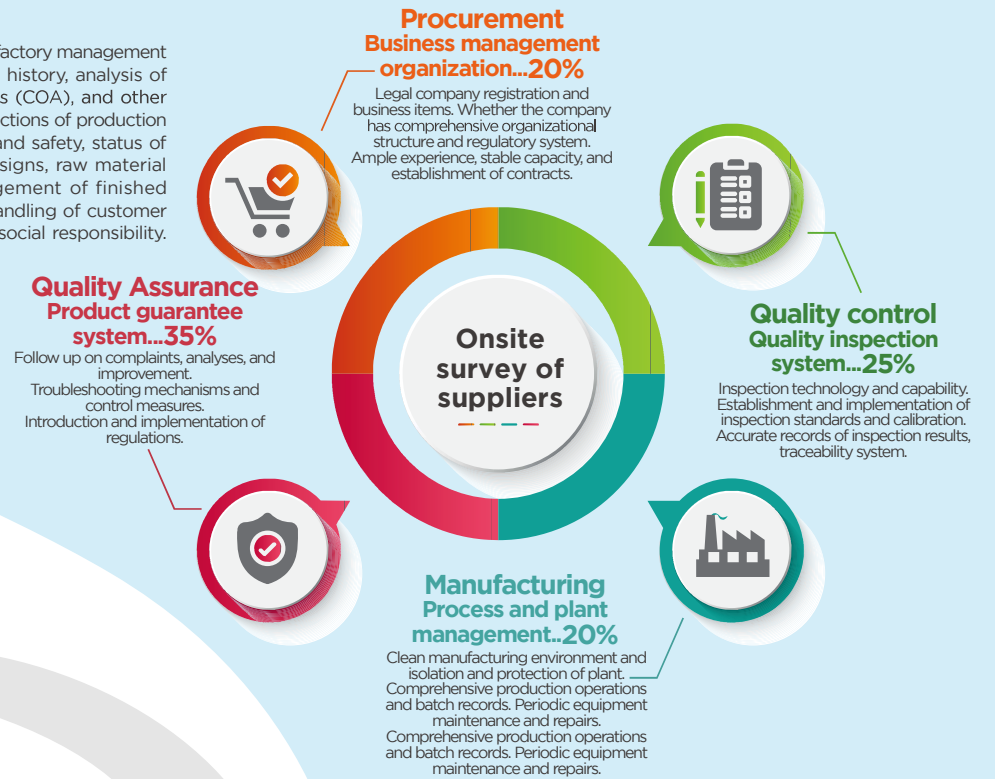 factory management
history, analysis of
s (COA), and other
ctions of production
and safety, status of
signs, raw material
gement of finished
andling of customer
social responsibility.
Procurement
Business management
organization...20%
Legal company registration and
business items. Whether the company
has comprehensive organizational
structure and regulatory system.
Ample experience, stable capacity, and
establishment of contracts.
Quality Assurance
Product guarantee
system...35%
Follow up on complaints, analyses, and
improvement.
Troubleshooting mechanisms and
control measures.
Introduction and implementation of
regulations.
Onsite
survey of
suppliers
Quality control
Quality inspection
system...25%
Inspection technology and capability.
Establishment and implementation of
inspection standards and calibration.
Accurate records of inspection results,
traceability system.
Manufacturing
Process and plant
management..20%
Clean manufacturing environment and
isolation and protection of plant.
Comprehensive production operations
and batch records. Periodic equipment
maintenance and repairs.
Comprehensive production operations
and batch records. Periodic equipment
maintenance and repairs.